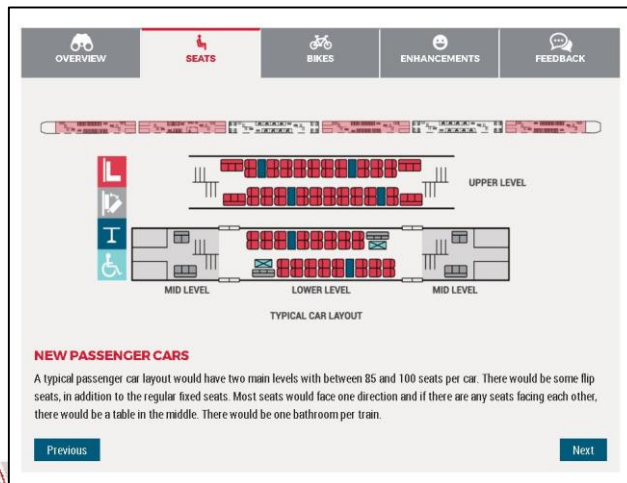 OVERVIEW
SEATS
BIKES
ENHANCEMENTS
FEEDBACK
UPPER LEVEL
MID LEVEL
LOWER LEVEL
MID LEVEL
TYPICAL CAR LAYOUT
NEW PASSENGER CARS
A typical passenger car layout would have two main levels with between 85 and 100 seats per car. There would be some flip
seats, in addition to the regular fixed seats. Most seats would face one direction and if there are any seats facing each other,
there would be a table in the middle. There would be one bathroom per train.
Previous
Next